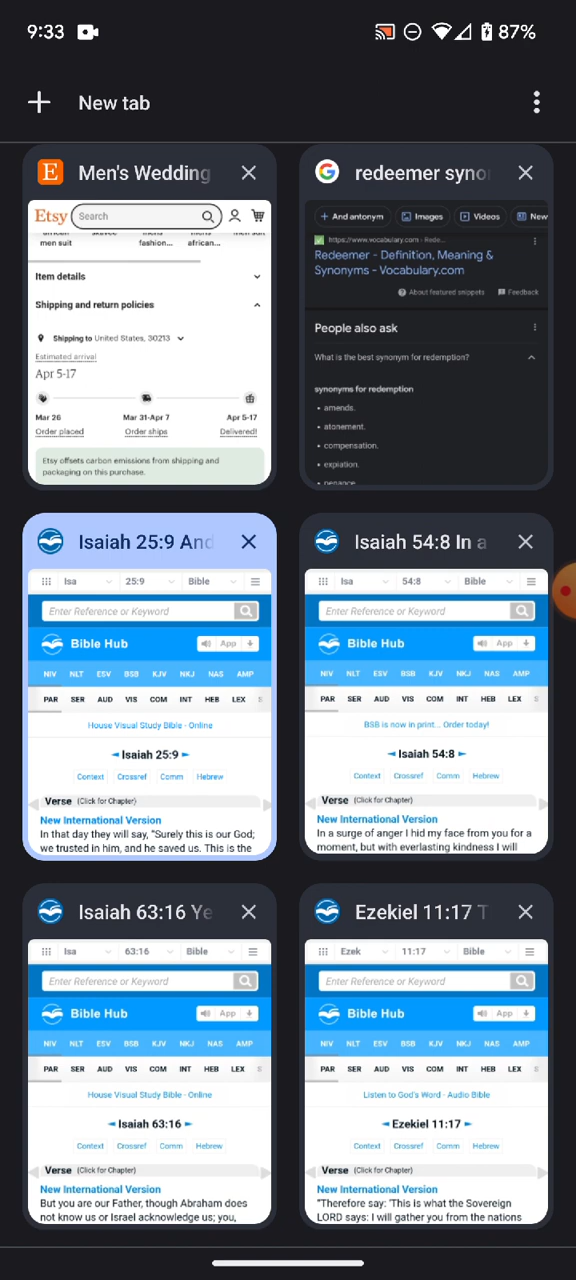 9:33
87%
New tab
Men's Wedding
Etsy Search
african
men suit
fashion...
african...
Item details
Shipping and return policies
Shipping to United States, 30213
Estimated arrival
Apr 5-17
Mar 26 Mar 31-Apr 7 Apr 5-17
Order placed Order ships Delivered!
Etsy offsets carbon emissions from shipping and
packaging on this purchase.
redeemer syno
And antonym Images Videos New
https://www.vocabulary.com › Rede...
Redeemer - Definition, Meaning &
Synonyms - Vocabulary.com
About featured snippets Feedback
People also ask
What is the best synonym for redemption?
synonyms for redemption
• amends.
• atonement.
• compensation.
• expiation.
• penance.
Isaiah 25:9 And
Isa 25:9 Bible
Enter Reference or Keyword
Bible Hub App
NIV NLT ESV BSB KJV NKJ NAS AMP
PAR SER AUD VIS COM INT HEB LEX S
House Visual Study Bible - Online
Isaiah 25:9
Context Crossref Comm Hebrew
Verse (Click for Chapter)
New International Version
In that day they will say, "Surely this is our God;
we trusted in him, and he saved us. This is the
Isaiah 54:8 In a
Isa 54:8 Bible
Enter Reference or Keyword
Bible Hub App
NIV NLT ESV BSB KJV NKJ NAS AMP
PAR SER AUD VIS COM INT HEB LEX S
BSB is now in print... Order today!
Isaiah 54:8
Context Crossref Comm Hebrew
Verse (Click for Chapter)
New International Version
In a surge of anger I hid my face from you for a
moment, but with everlasting kindness I will
Isaiah 63:16 Ye
Isa 63:16 Bible
Enter Reference or Keyword
Bible Hub App
NIV NLT ESV BSB KJV NKJ NAS AMP
PAR SER AUD VIS COM INT HEB LEX S
House Visual Study Bible - Online
Isaiah 63:16
Context Crossref Comm Hebrew
Verse (Click for Chapter)
New International Version
But you are our Father, though Abraham does
not know us or Israel acknowledge us; you,
Ezekiel 11:17 T
Ezek 11:17 Bible
Enter Reference or Keyword
Bible Hub App
NIV NLT ESV BSB KJV NKJ NAS AMP
PAR SER AUD VIS COM INT HEB LEX S
Listen to God's Word - Audio Bible
Ezekiel 11:17
Context Crossref Comm Hebrew
Verse (Click for Chapter)
New International Version
"Therefore say: 'This is what the Sovereign
LORD says: I will gather you from the nations